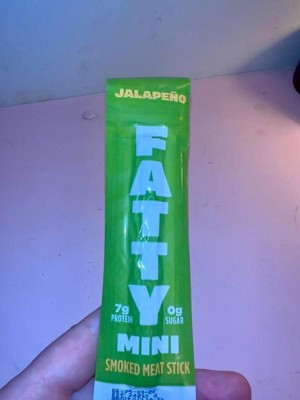 JALAPEÑO
FATTY
7g
PROTEIN
0g
SUGAR
MINI
SMOKED MEAT STICK